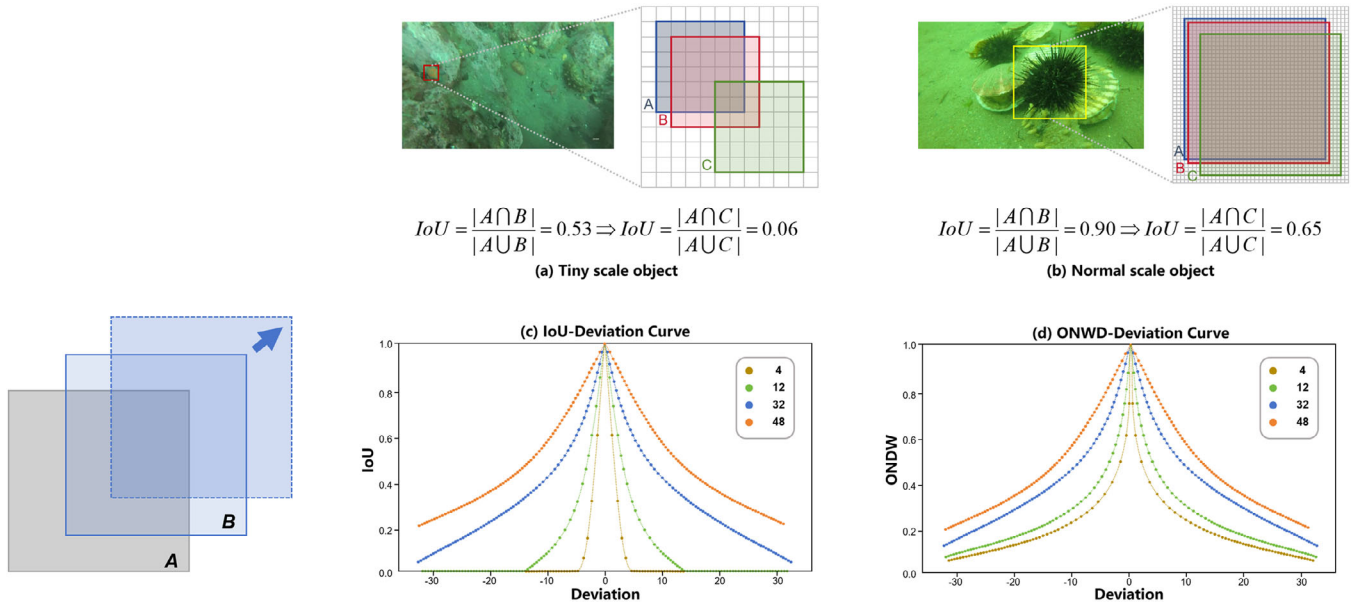 A
B
C
A
B
C
IoU = |A⋂B| / |A⋃B| = 0.53 ⇒ IoU = |A⋂C| / |A⋃C| = 0.06
IoU = |A⋂B| / |A⋃B| = 0.90 ⇒ IoU = |A⋂C| / |A⋃C| = 0.65
(a) Tiny scale object
(b) Normal scale object
B
A
(c) IoU-Deviation Curve
1.0
0.8
0.6
0.4
0.2
0.0
IoU
4
12
32
48
-30 -20 -10 0 10 20 30
Deviation
(d) ONWD-Deviation Curve
1.0
0.8
0.6
0.4
0.2
0.0
ONDW
4
12
32
48
-30 -20 -10 0 10 20 30
Deviation